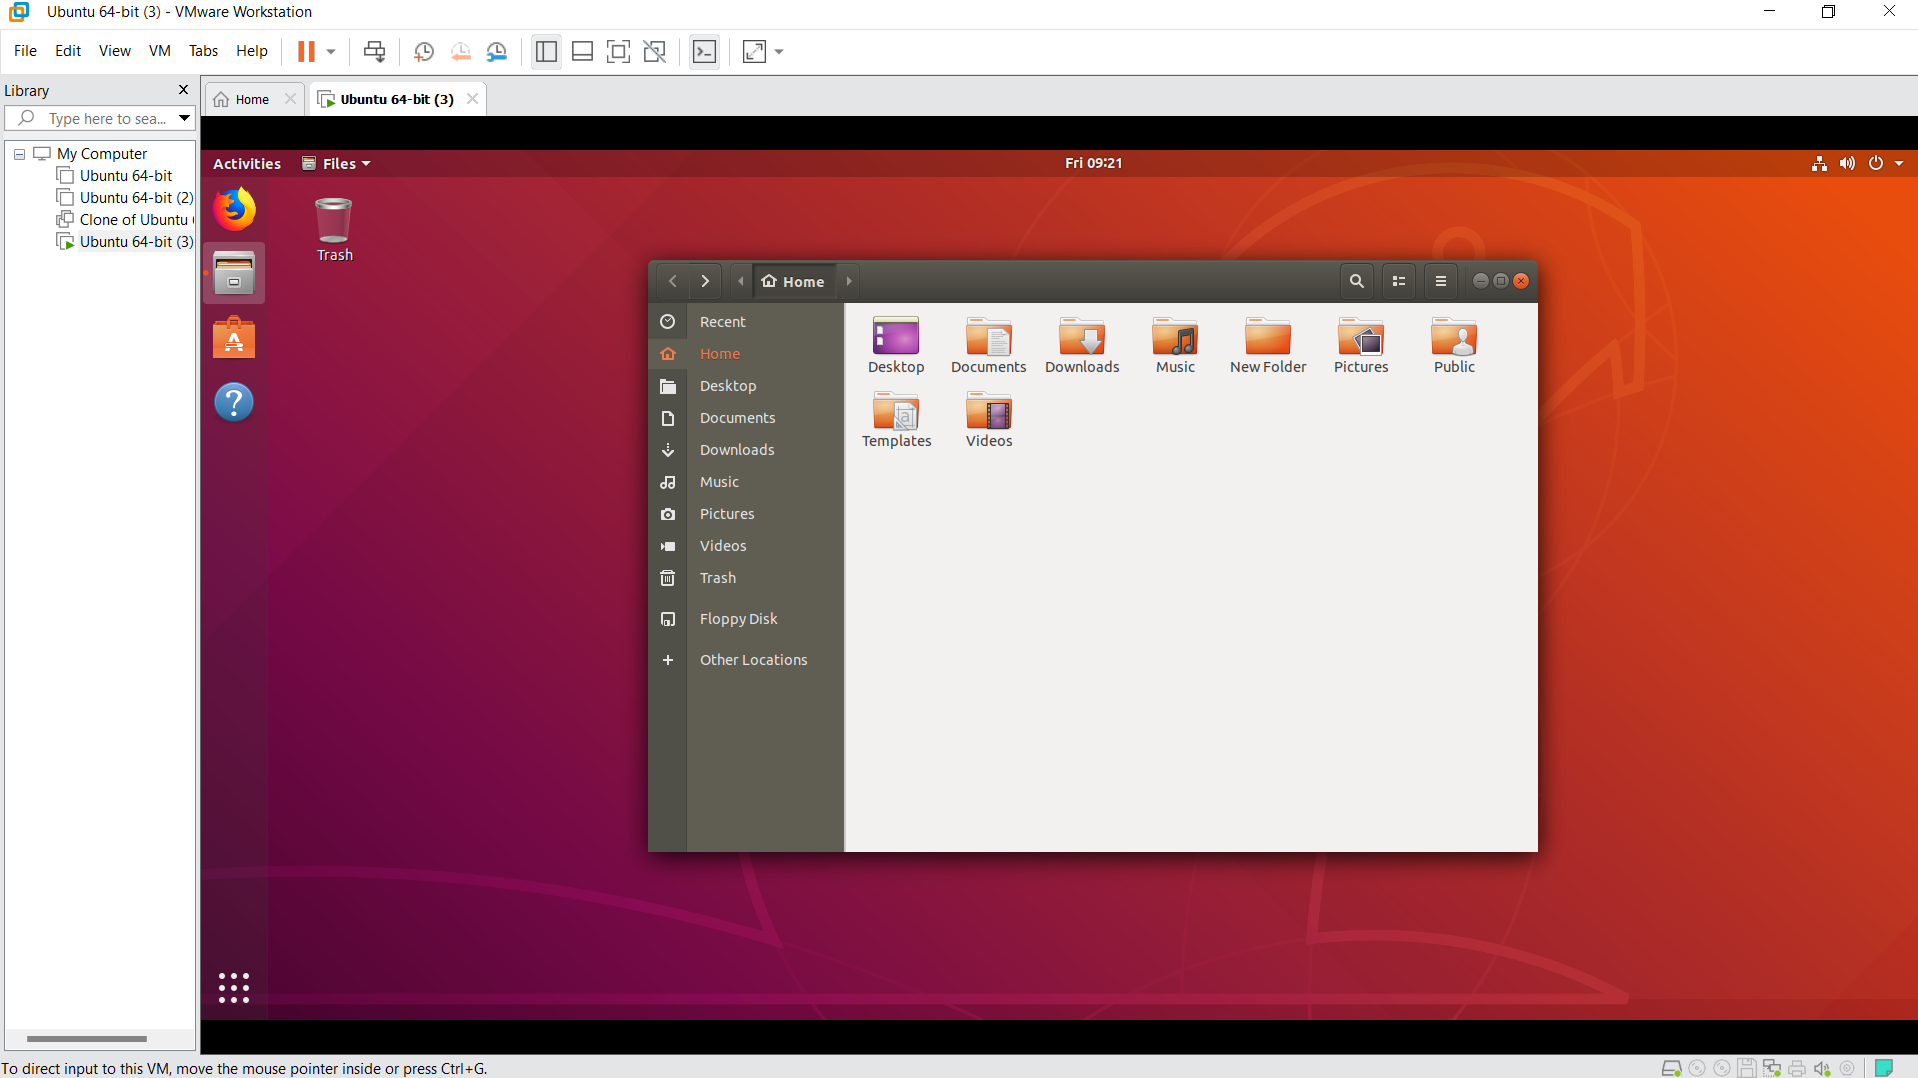 Ubuntu 64-bit (3) - VMware Workstation
File Edit View VM Tabs Help
Library
Type here to sea...
My Computer
Ubuntu 64-bit
Ubuntu 64-bit (2)
Clone of Ubuntu
Ubuntu 64-bit (3)
Home
Ubuntu 64-bit (3)
Activities
Files
Fri 09:21
Trash
Home
Recent
Home
Desktop
Documents
Downloads
Music
Pictures
Videos
Trash
Floppy Disk
Other Locations
Desktop Documents Downloads Music New Folder Pictures Public
Templates Videos
To direct input to this VM, move the mouse pointer inside or press Ctrl+G.